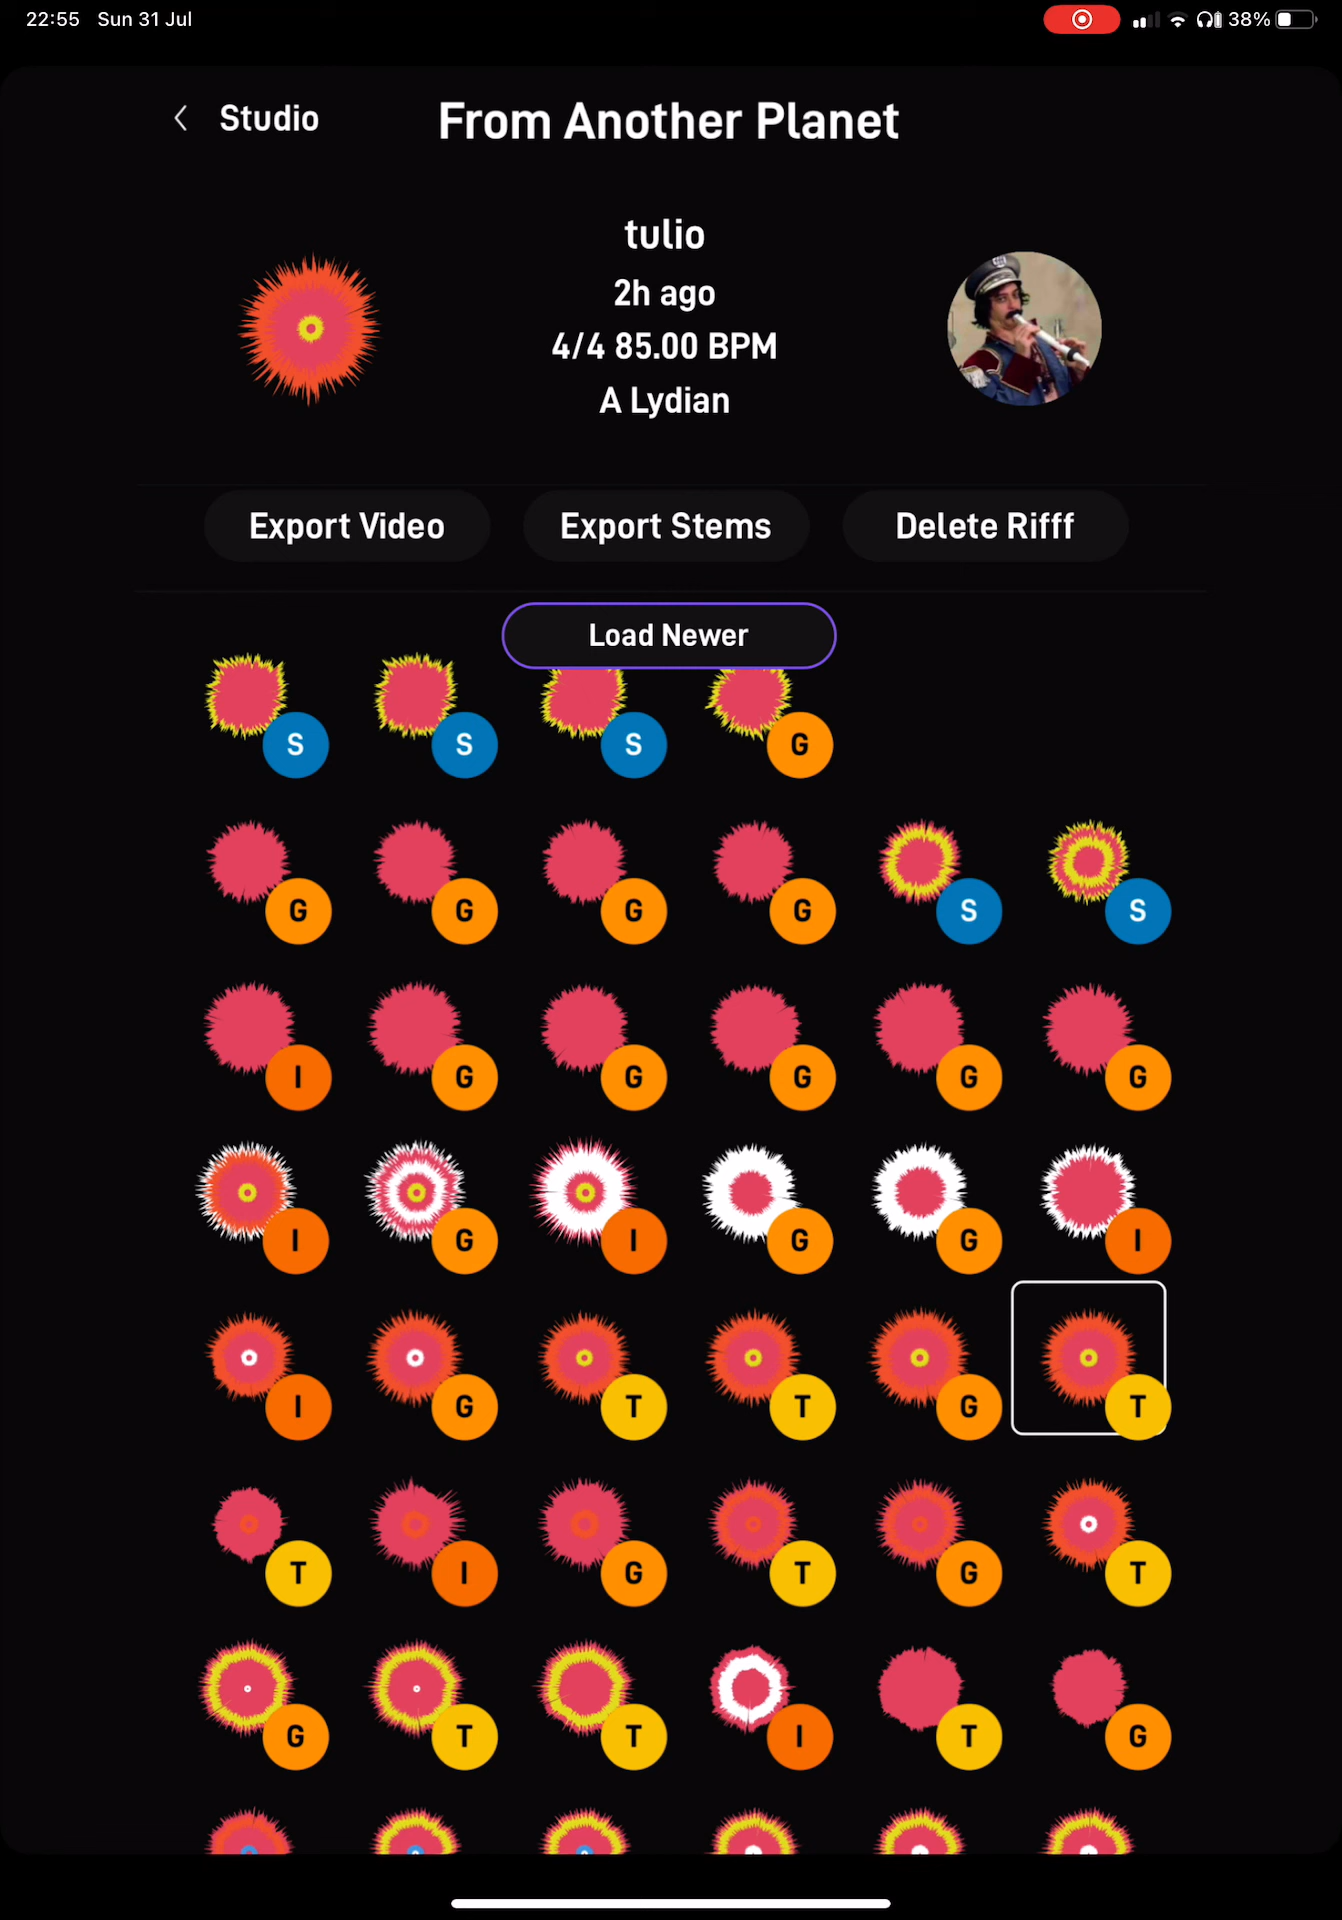 22:55 Sun 31 Jul 38%
Studio From Another Planet
tulio
2h ago
4/4 85.00 BPM
A Lydian
Export Video Export Stems Delete Rifff
Load Newer
S S S G
G G G G S S
I G G G G G
I G I G G I
I G T T G T
T I G T G T
G T T I T G